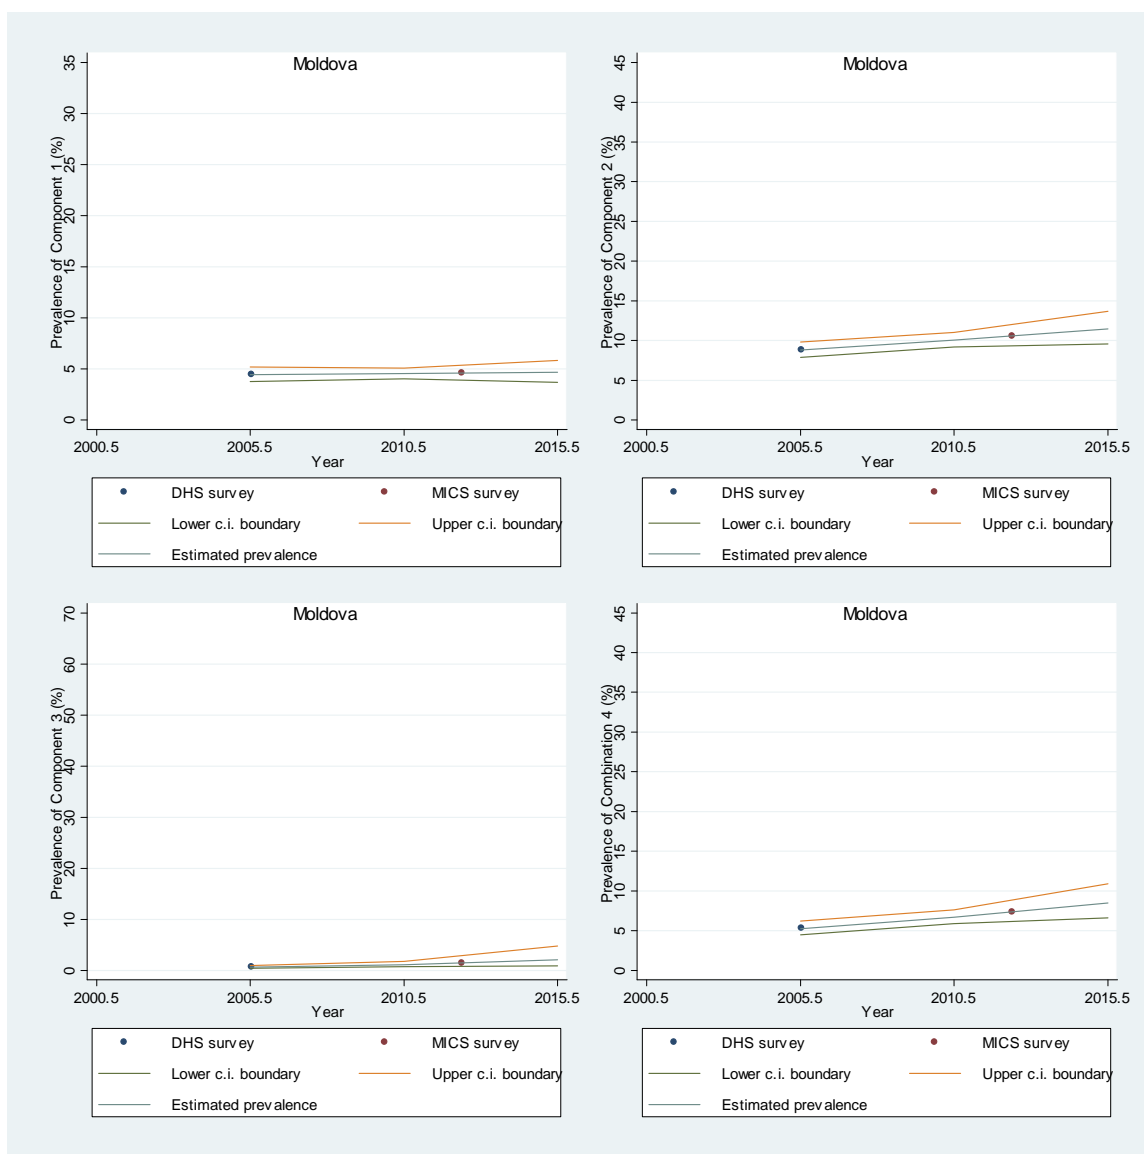 Moldova
Prevalence of Component 1 (%)
35
30
25
20
15
10
5
0
2000.5 2005.5 2010.5 2015.5
Year
DHS survey MICS survey
Lower c.i. boundary Upper c.i. boundary
Estimated prevalence
Moldova
Prevalence of Component 2 (%)
45
40
35
30
25
20
15
10
5
0
2000.5 2005.5 2010.5 2015.5
Year
DHS survey MICS survey
Lower c.i. boundary Upper c.i. boundary
Estimated prevalence
Moldova
Prevalence of Component 3 (%)
70
60
50
40
30
20
10
0
2000.5 2005.5 2010.5 2015.5
Year
DHS survey MICS survey
Lower c.i. boundary Upper c.i. boundary
Estimated prevalence
Moldova
Prevalence of Combination 4 (%)
45
40
35
30
25
20
15
10
5
0
2000.5 2005.5 2010.5 2015.5
Year
DHS survey MICS survey
Lower c.i. boundary Upper c.i. boundary
Estimated prevalence